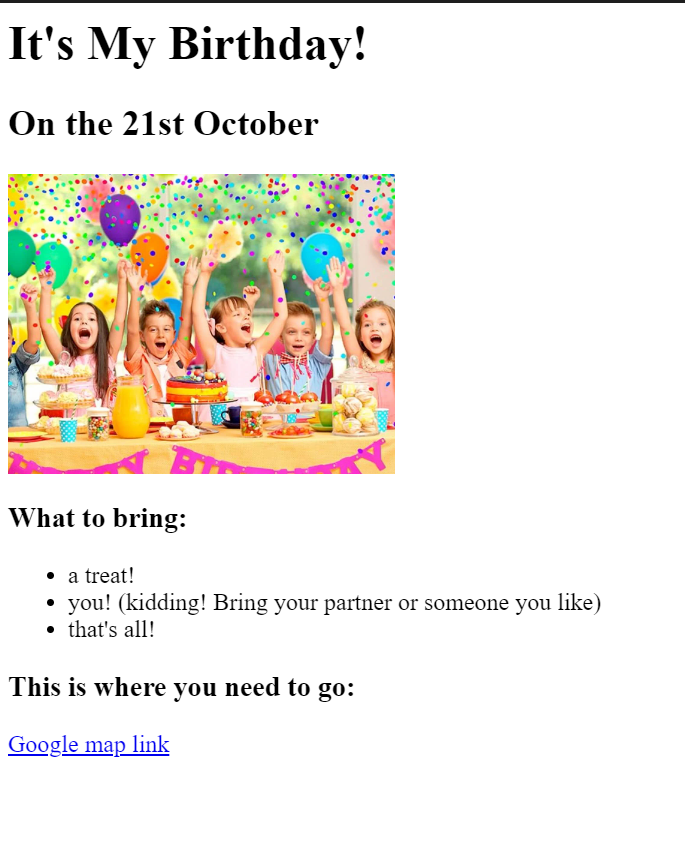 It's My Birthday!
On the 21st October
BIRTHDAY
What to bring:
a treat!
you! (kidding! Bring your partner or someone you like)
that's all!
This is where you need to go:
Google map link